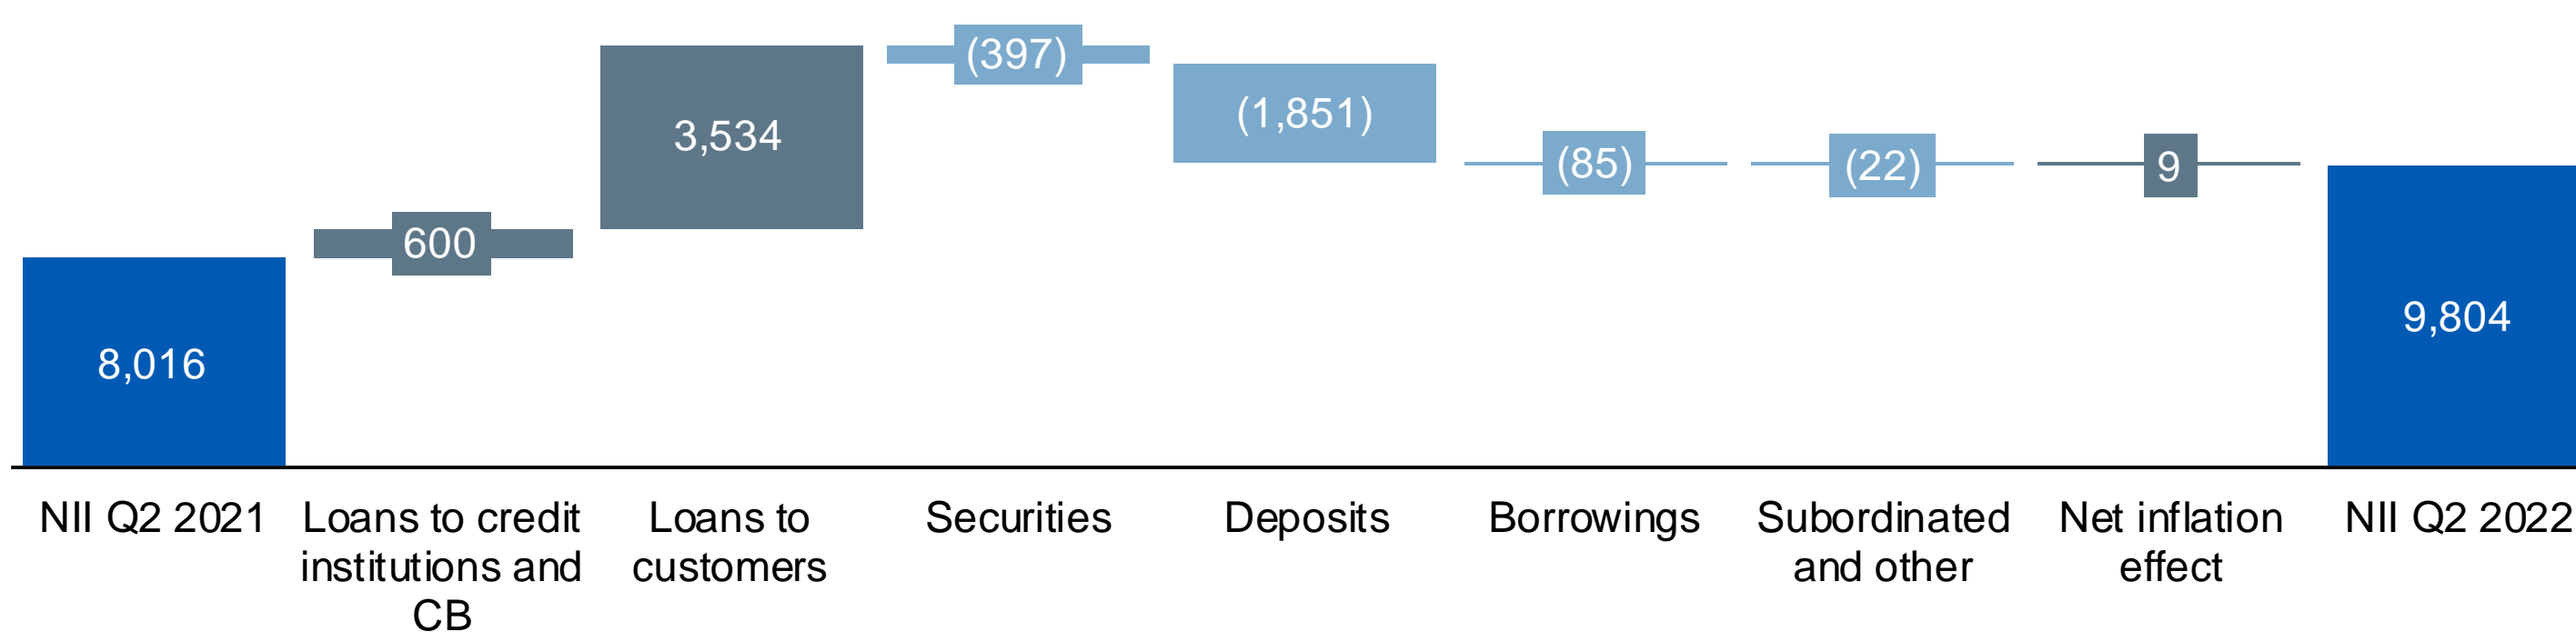 (397)
3,534
(1,851)
(85)
(22)
9
600
8,016
9,804
NII Q2 2021
Loans to credit
institutions and
CB
Loans to
customers
Securities
Deposits
Borrowings
Subordinated
and other
Net inflation
effect
NII Q2 2022